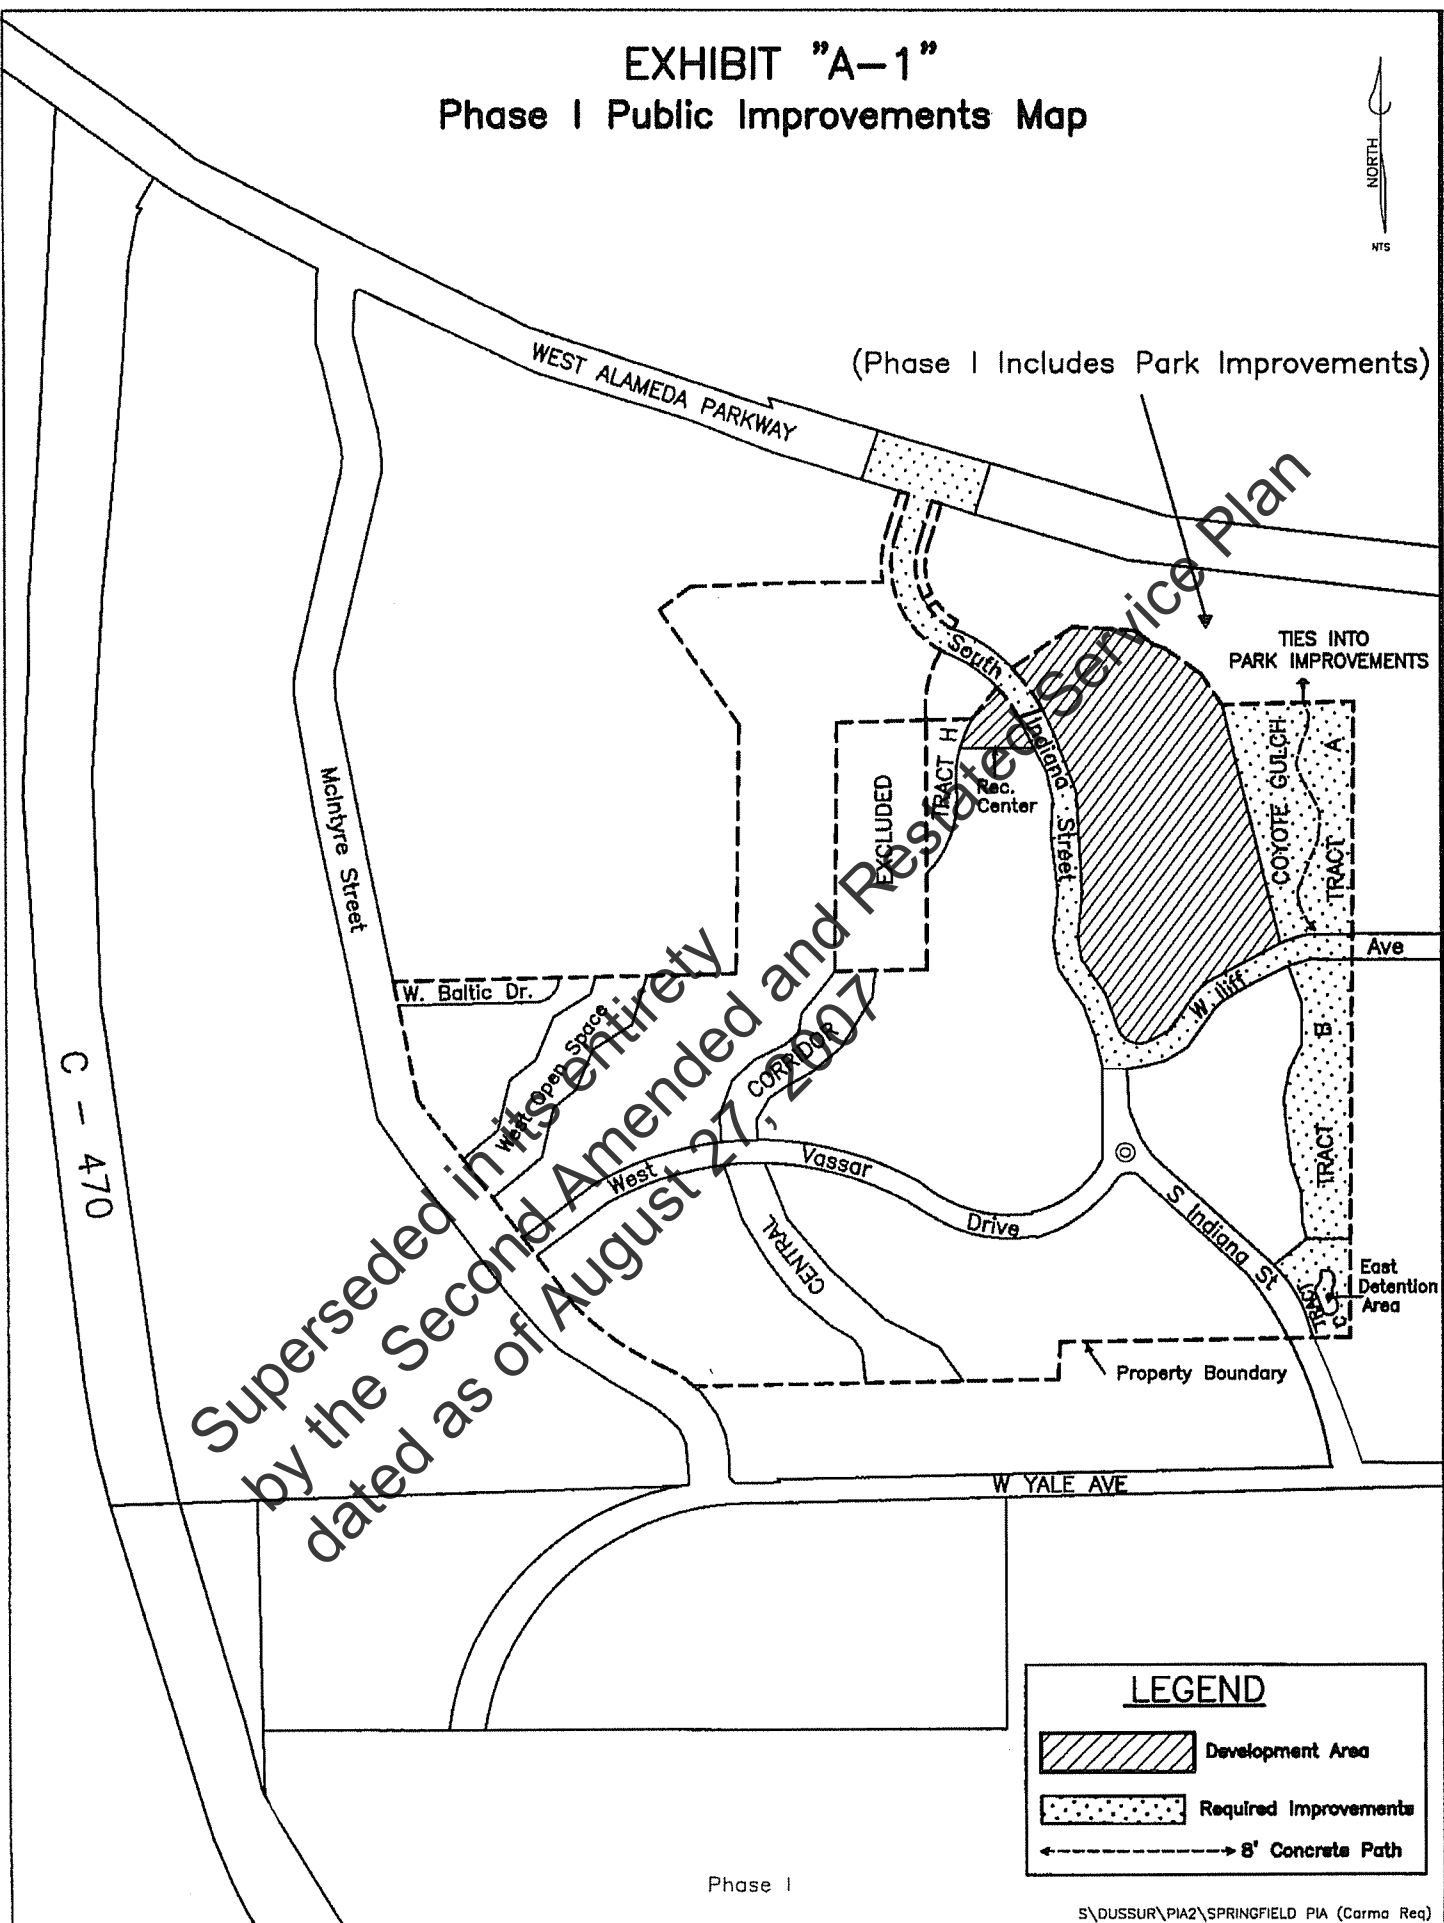 EXHIBIT "A-1"
Phase I Public Improvements Map
NORTH
NTS
(Phase I Includes Park Improvements)
WEST ALAMEDA PARKWAY
TIES INTO
PARK IMPROVEMENTS
South
Indiana
Street
TRACT H
Rec.
Center
EXCLUDED
COYOTE GULCH
TRACT A
McIntyre Street
W. Baltic Dr.
West Open Space
CORRIDOR
W. Iliff
Ave
TRACT B
C-470
West
Vassar
Drive
CENTRAL
S Indiana St
East
Detention
Area
TRACT C
Property Boundary
W YALE AVE
Superseded in its entirety
by the Second Amended and Restated Service Plan
dated as of August 27, 2007
LEGEND
Development Area
Required Improvements
8' Concrete Path
Phase I
S\DUSSUR\PIA2\SPRINGFIELD PIA (Carma Req)